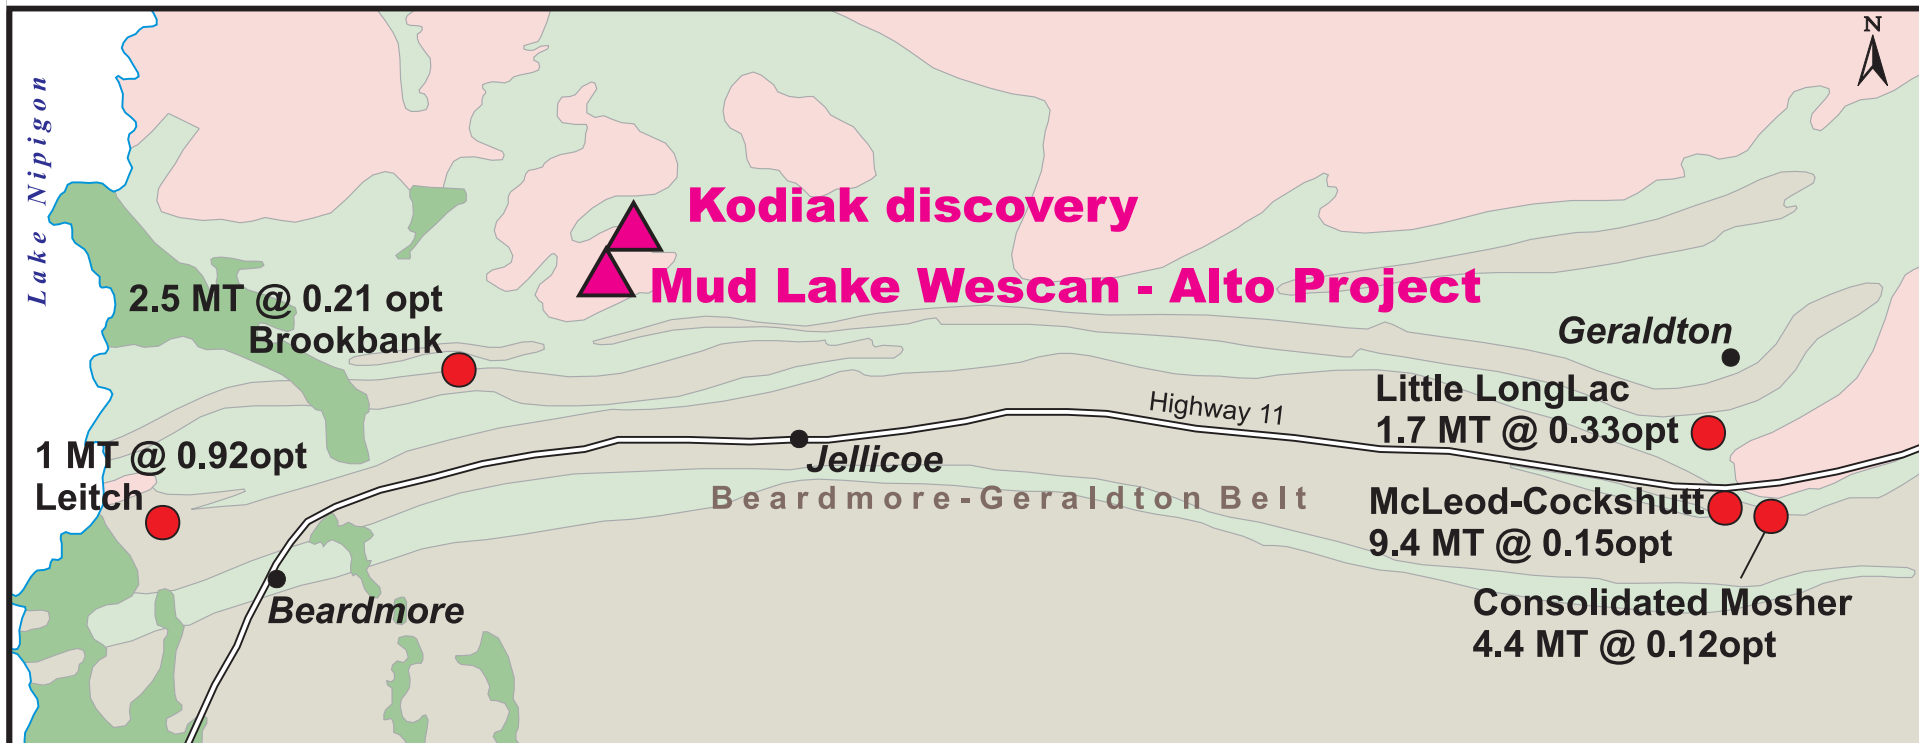 N
Lake Nipigon
Kodiak discovery
Mud Lake Wescan - Alto Project
2.5 MT @ 0.21 opt
Brookbank
Geraldton
Little LongLac
1.7 MT @ 0.33opt
Highway 11
1 MT @ 0.92opt
Leitch
Jellicoe
Beardmore-Geraldton Belt
McLeod-Cockshutt
9.4 MT @ 0.15opt
Beardmore
Consolidated Mosher
4.4 MT @ 0.12opt